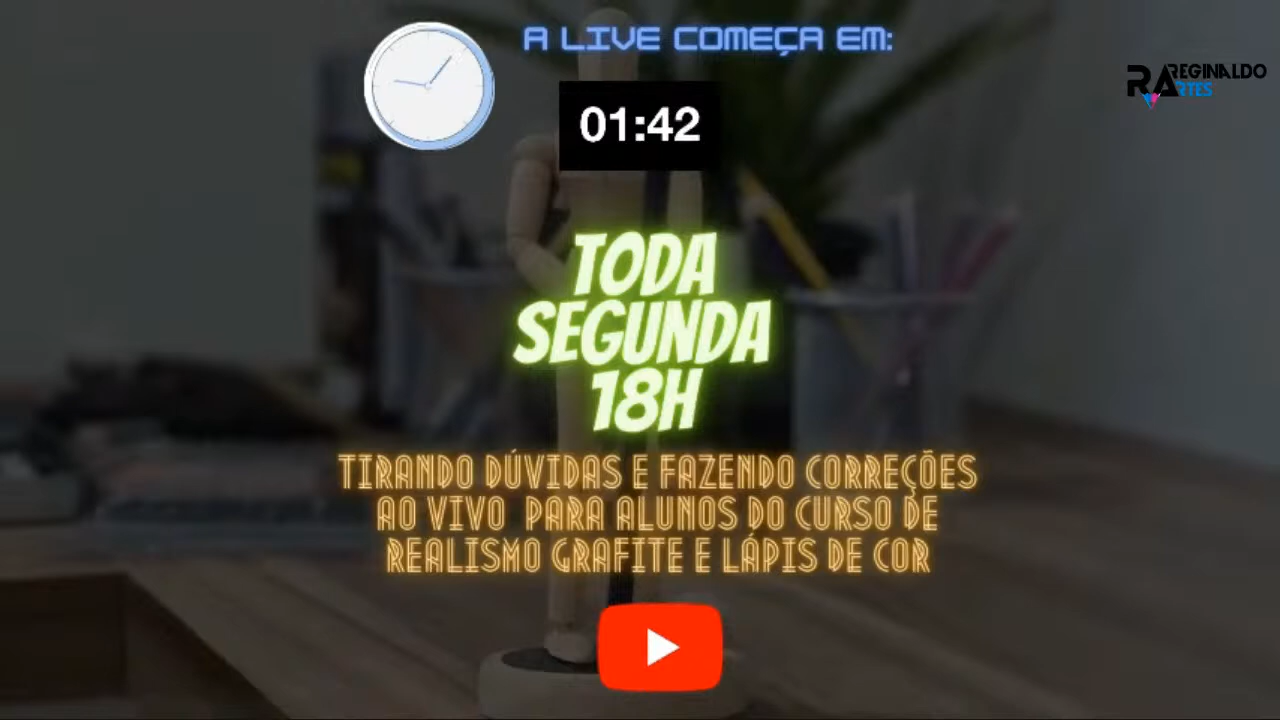 A LIVE COMEÇA EM:
REGINALDO
RARTES
01:42
TODA
SEGUNDA
18H
TIRANDO DÚVIDAS E FAZENDO CORREÇÕES
AO VIVO PARA ALUNOS DO CURSO DE
REALISMO GRAFITE E LÁPIS DE COR